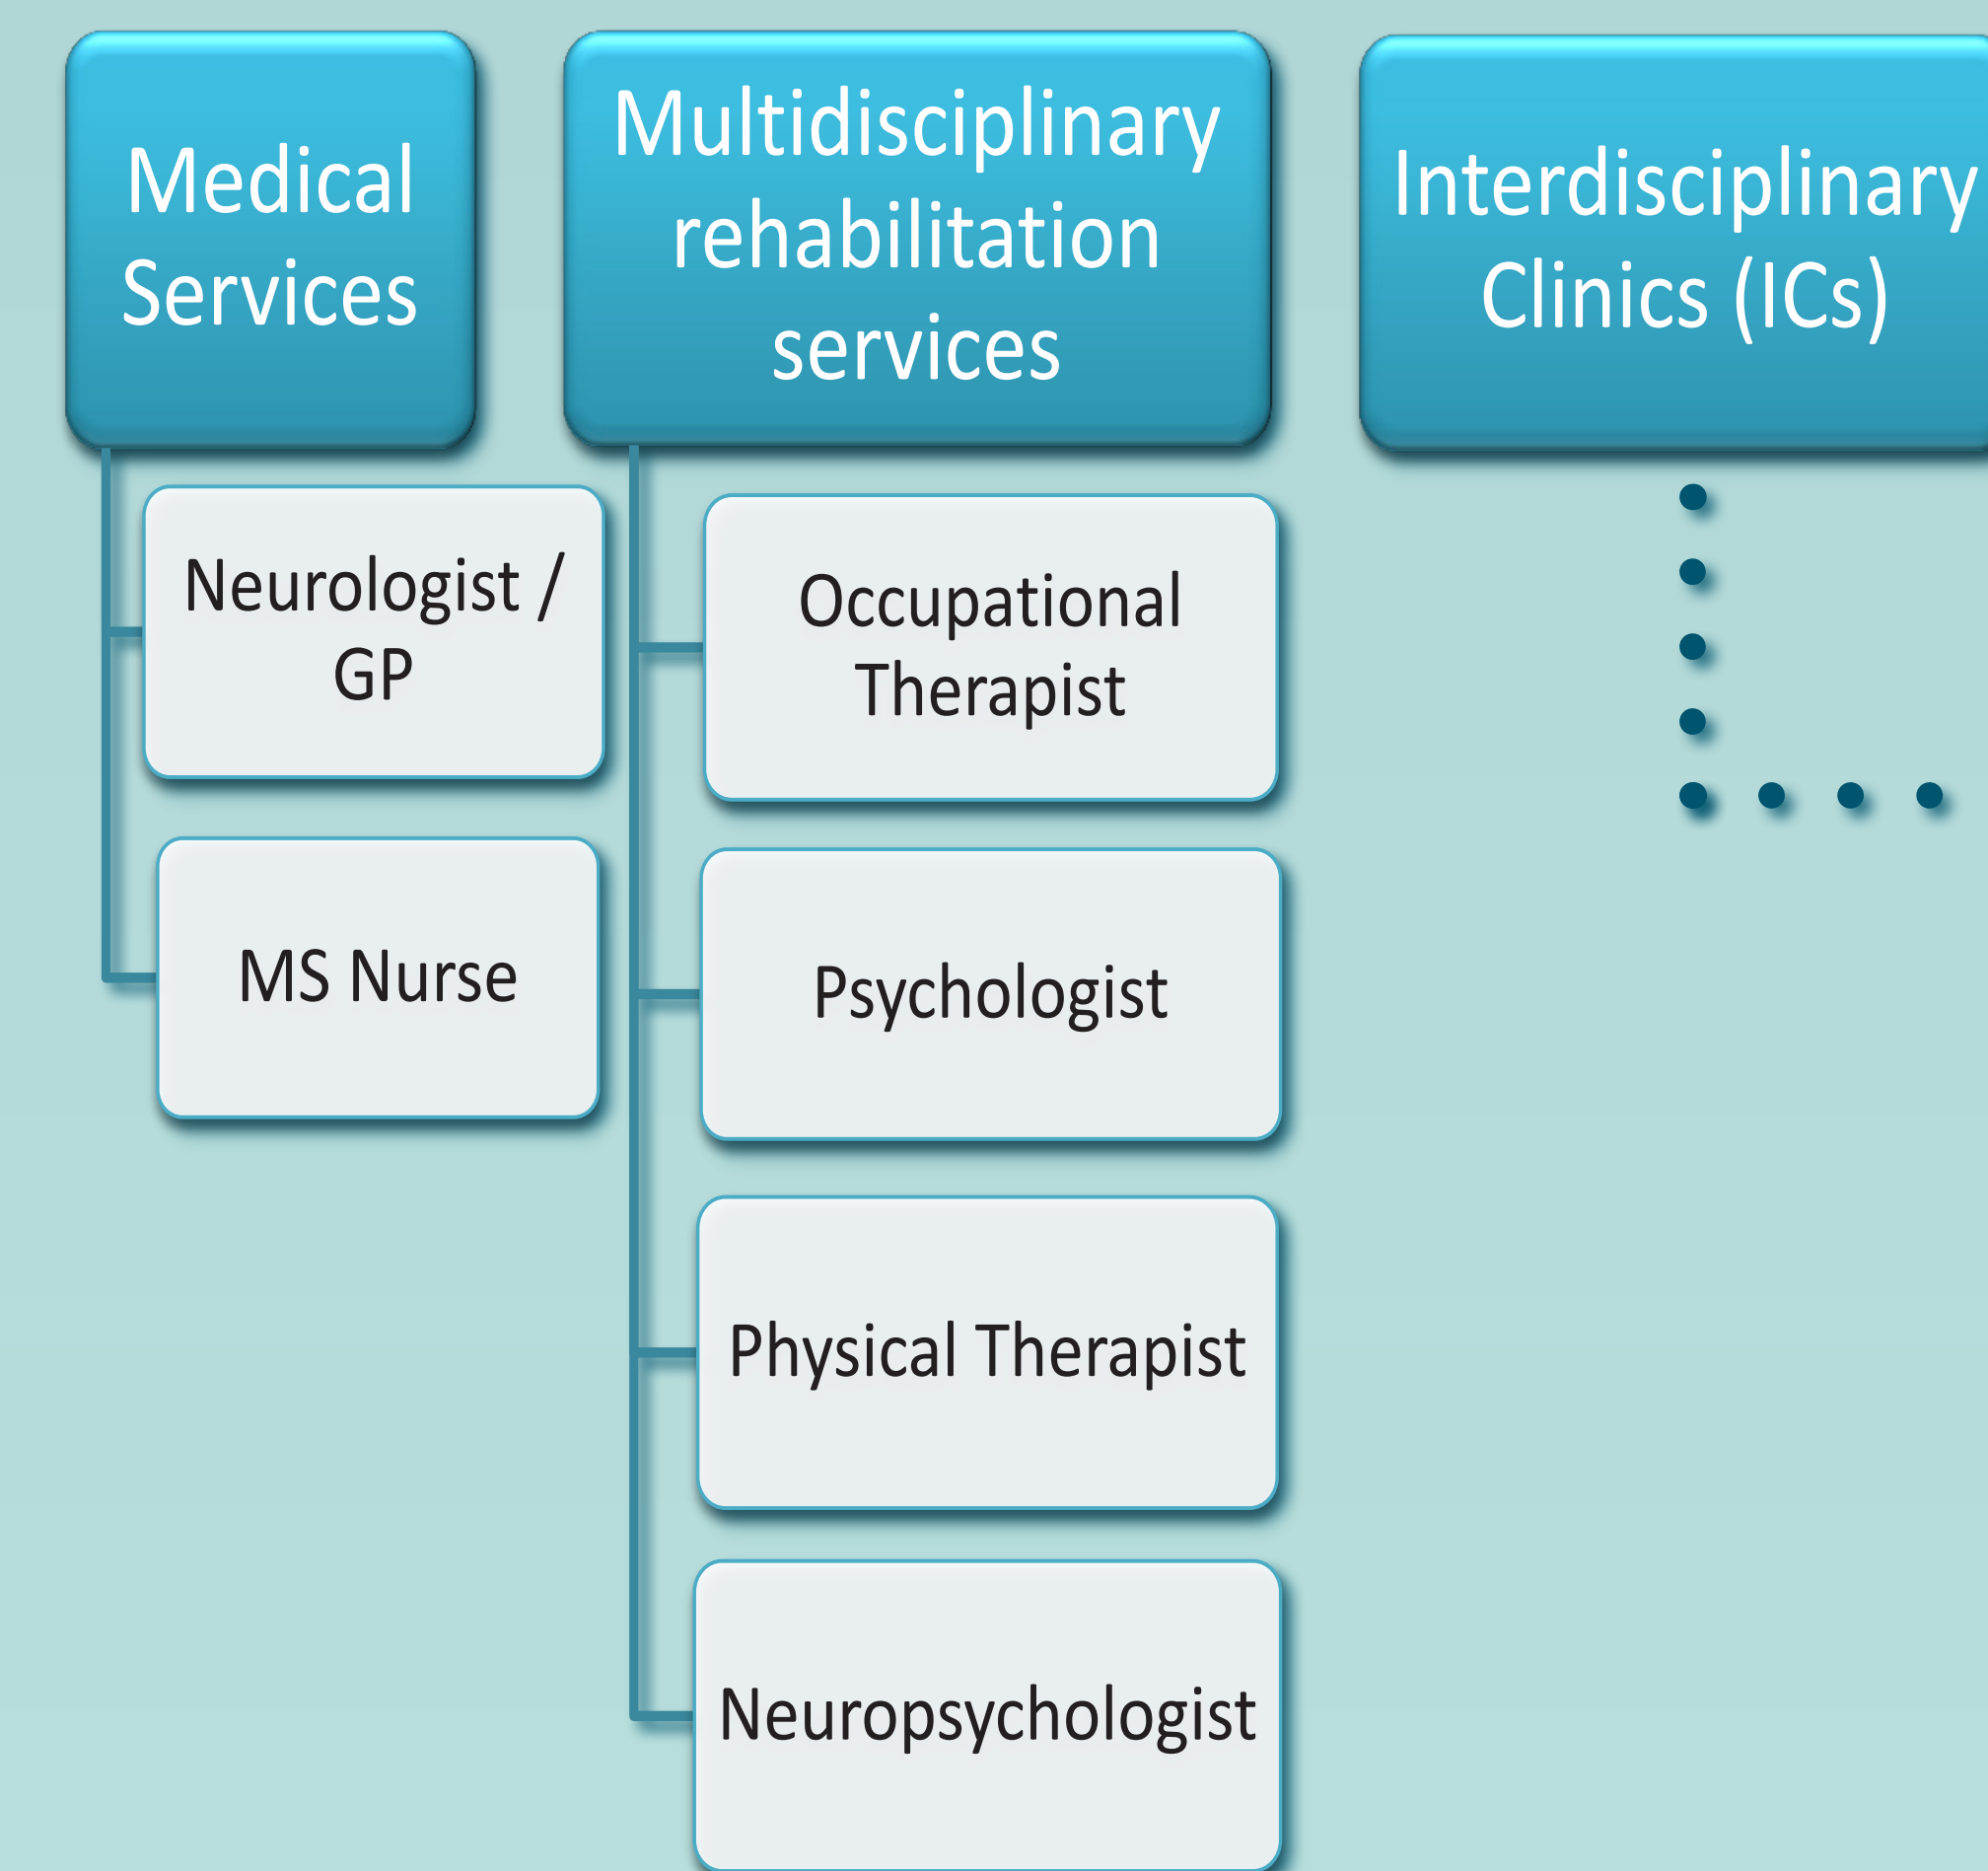 Medical
Services
Multidisciplinary
rehabilitation
services
Interdisciplinary
Clinics (ICs)
Neurologist /
GP
MS Nurse
Occupational
Therapist
Psychologist
Physical Therapist
Neuropsychologist